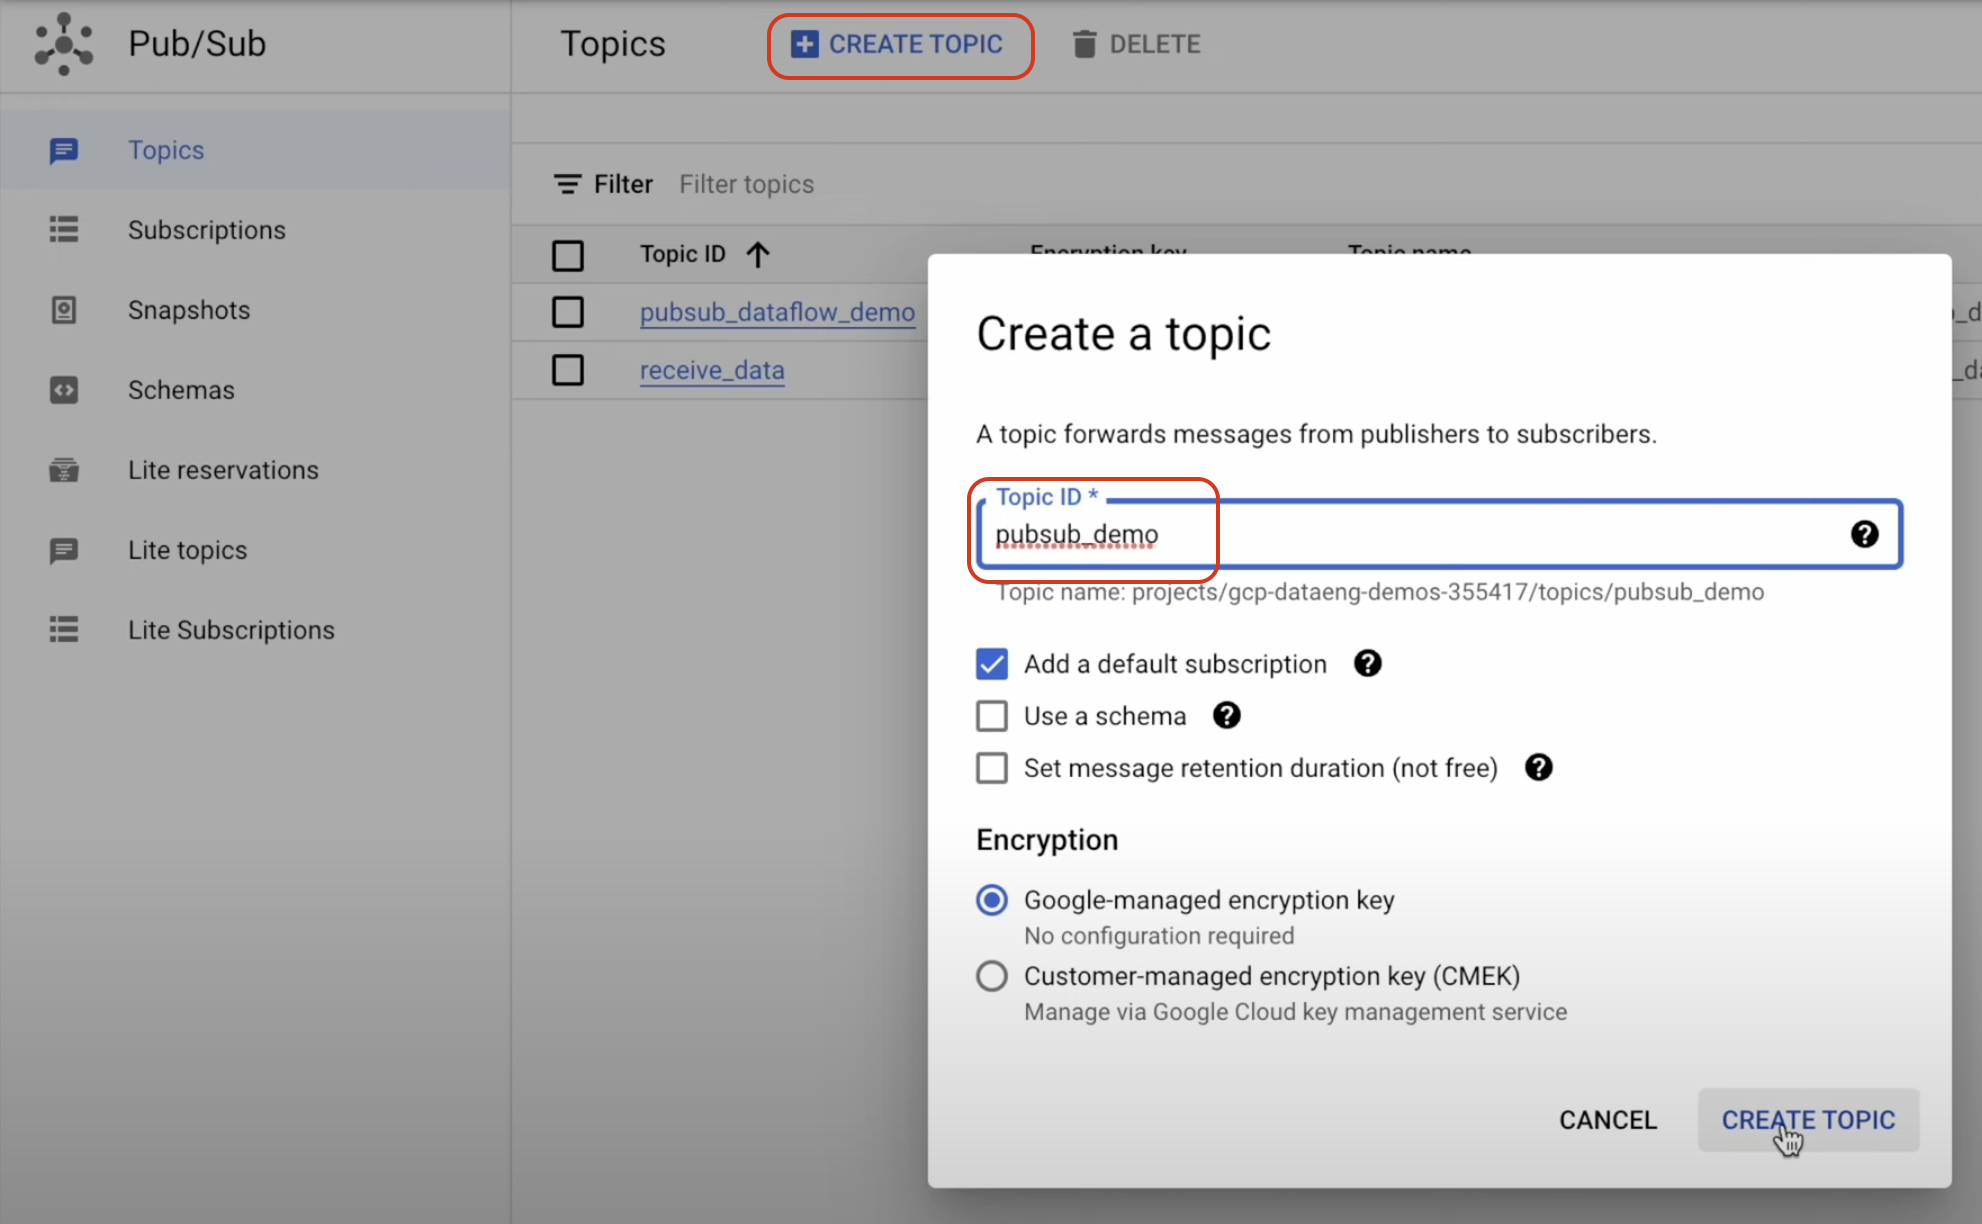 Pub/Sub
Topics
CREATE TOPIC
DELETE
Topics
Subscriptions
Snapshots
Schemas
Lite reservations
Lite topics
Lite Subscriptions
Filter Filter topics
Topic ID Encryption key Topic name
pubsub_dataflow_demo
receive_data
Create a topic
A topic forwards messages from publishers to subscribers.
Topic ID *
pubsub_demo
Topic name: projects/gcp-dataeng-demos-355417/topics/pubsub_demo
Add a default subscription
Use a schema
Set message retention duration (not free)
Encryption
Google-managed encryption key
No configuration required
Customer-managed encryption key (CMEK)
Manage via Google Cloud key management service
CANCEL CREATE TOPIC